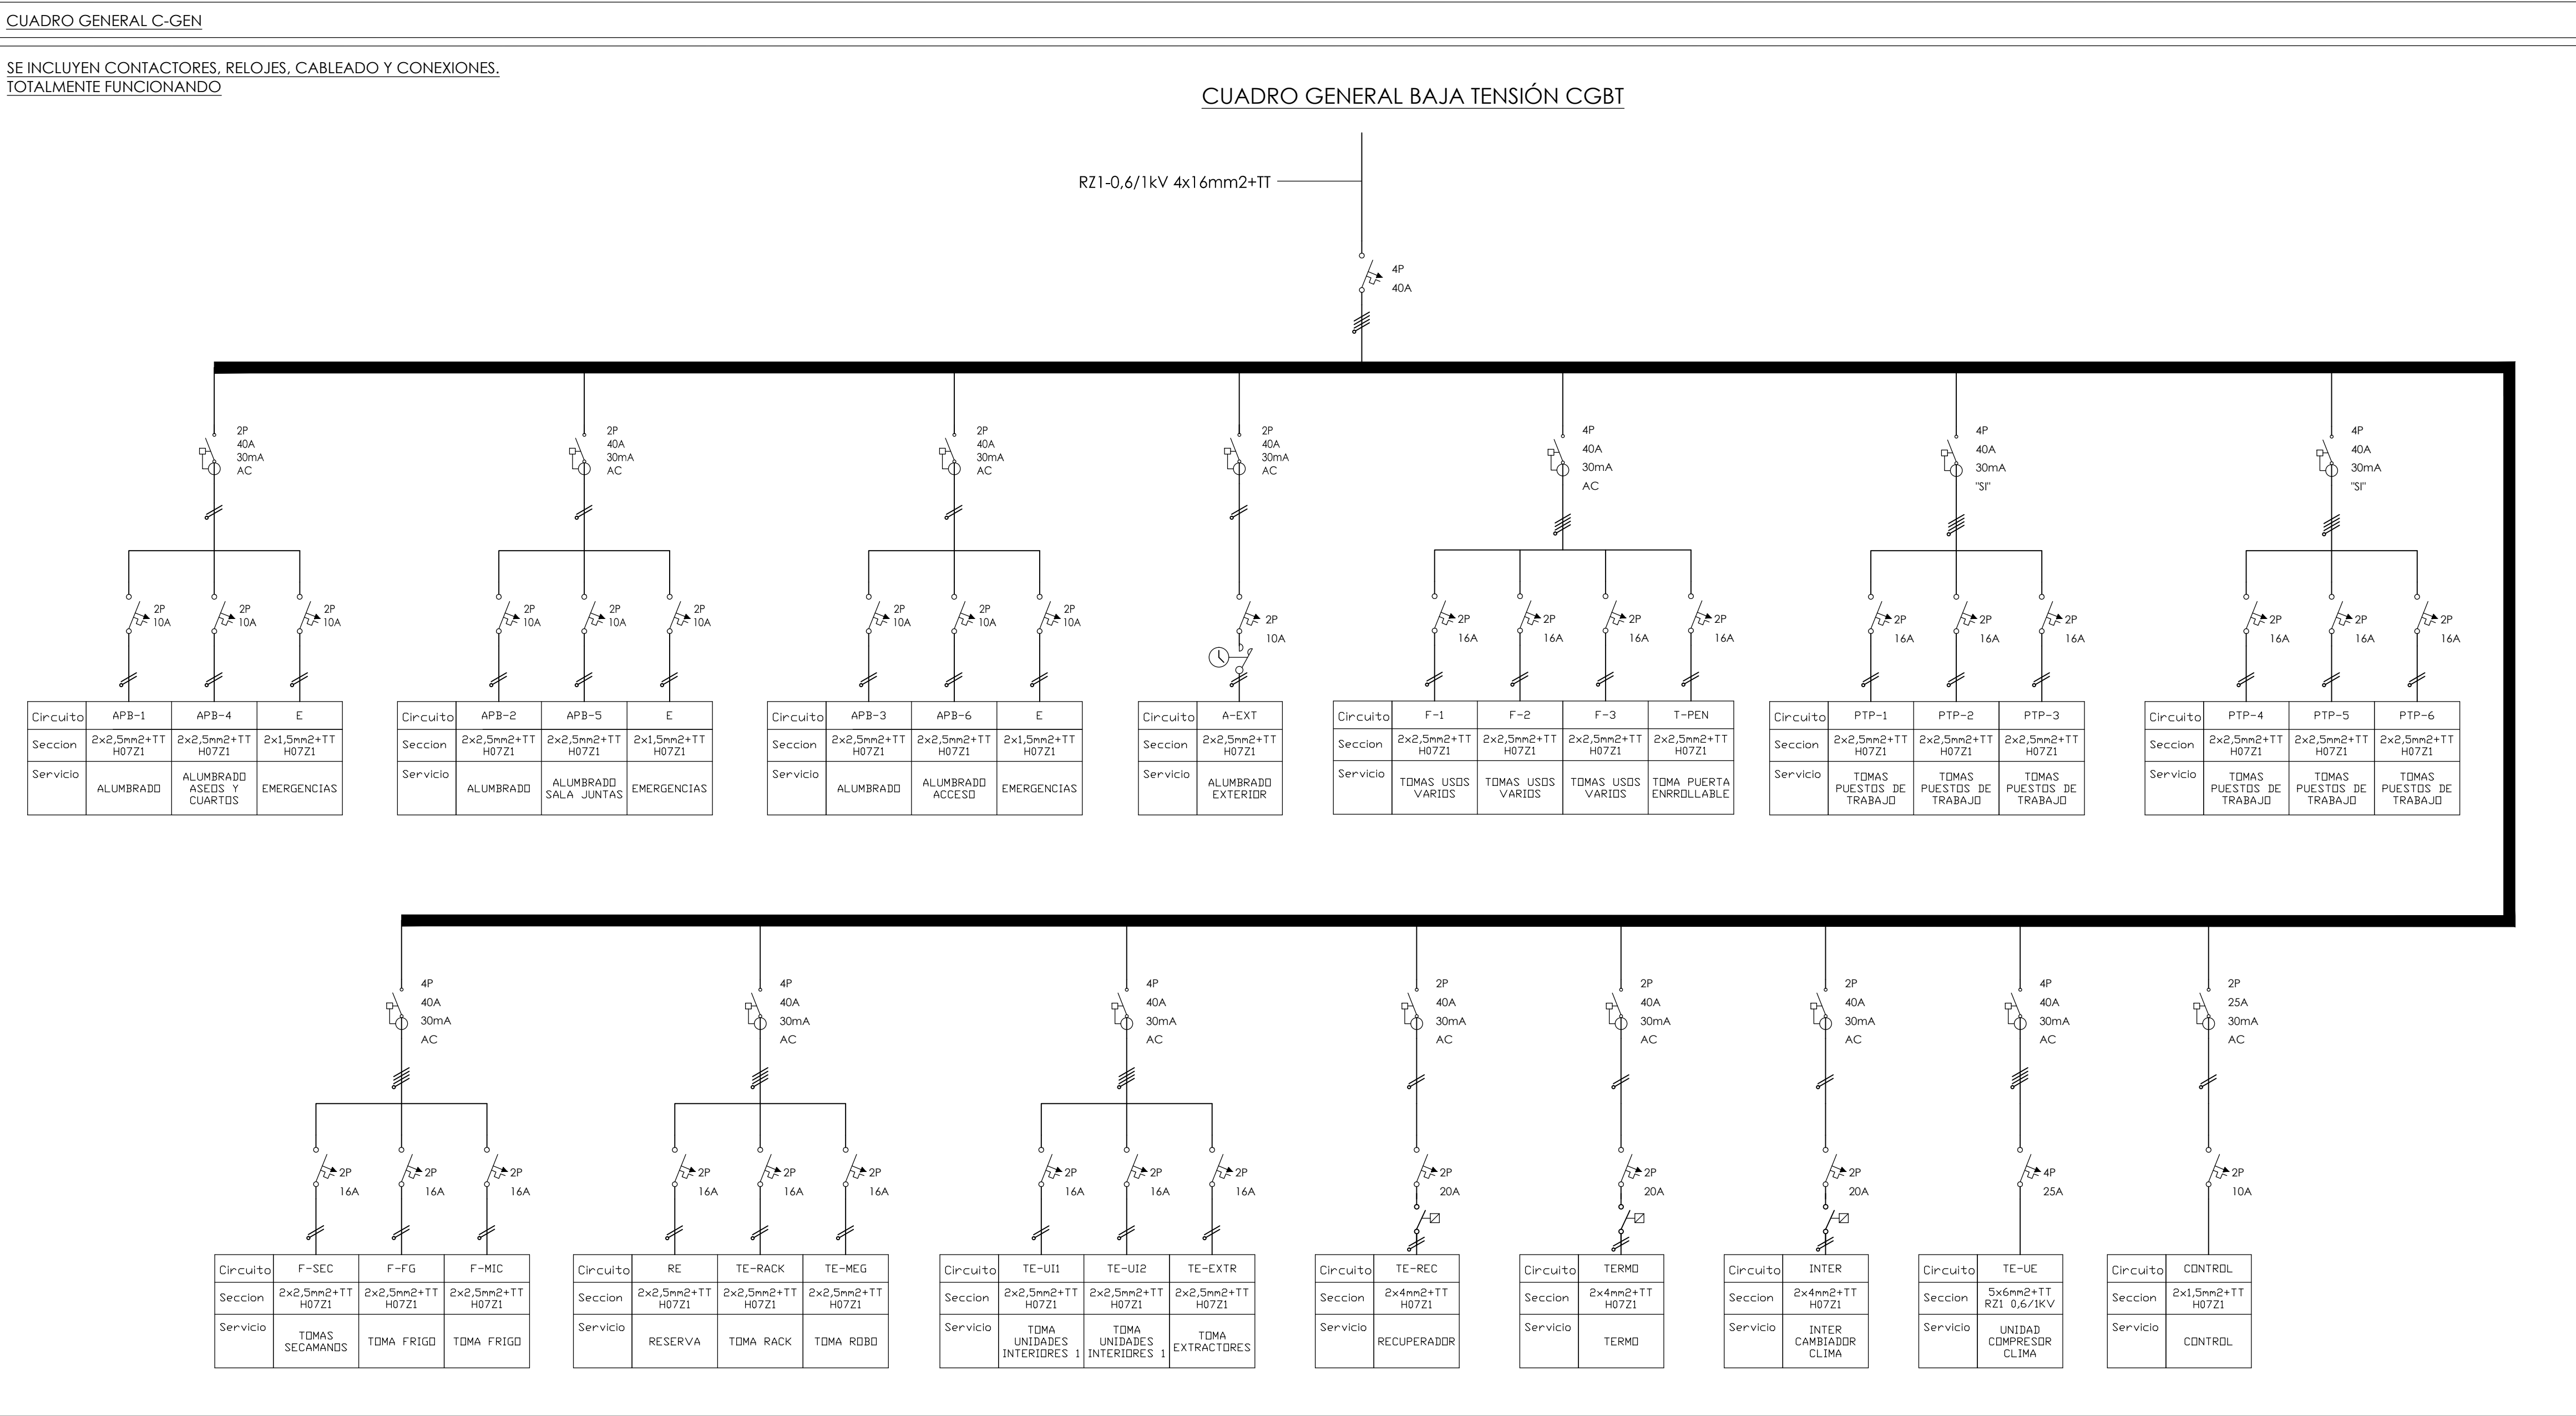 CUADRO GENERAL C-GEN
SE INCLUYEN CONTACTORES, RELOJES, CABLEADO Y CONEXIONES.
TOTALMENTE FUNCIONANDO
CUADRO GENERAL BAJA TENSIÓN CGBT
RZ1-0,6/1kV 4x16mm2+TT
4P
40A
2P
40A
30mA
AC
2P
40A
30mA
AC
2P
40A
30mA
AC
2P
40A
30mA
AC
4P
40A
30mA
AC
4P
40A
30mA
"SI"
4P
40A
30mA
"SI"
2P
10A
2P
10A
2P
10A
2P
10A
2P
10A
2P
10A
2P
10A
2P
10A
2P
10A
2P
10A
2P
16A
2P
16A
2P
16A
2P
16A
2P
16A
2P
16A
2P
16A
2P
16A
2P
16A
2P
16A
Circuito APB-1 APB-4 E
Seccion 2x2,5mm2+TT 2x2,5mm2+TT 2x1,5mm2+TT
H07Z1 H07Z1 H07Z1
Servicio ALUMBRADO ALUMBRADO ASEOS Y CUARTOS EMERGENCIAS
Circuito APB-2 APB-5 E
Seccion 2x2,5mm2+TT 2x2,5mm2+TT 2x1,5mm2+TT
H07Z1 H07Z1 H07Z1
Servicio ALUMBRADO ALUMBRADO SALA JUNTAS EMERGENCIAS
Circuito APB-3 APB-6 E
Seccion 2x2,5mm2+TT 2x2,5mm2+TT 2x1,5mm2+TT
H07Z1 H07Z1 H07Z1
Servicio ALUMBRADO ALUMBRADO ACCESO EMERGENCIAS
Circuito A-EXT
Seccion 2x2,5mm2+TT
H07Z1
Servicio ALUMBRADO EXTERIOR
Circuito F-1 F-2 F-3 T-PEN
Seccion 2x2,5mm2+TT 2x2,5mm2+TT 2x2,5mm2+TT 2x2,5mm2+TT
H07Z1 H07Z1 H07Z1 H07Z1
Servicio TOMAS USOS VARIOS TOMAS USOS VARIOS TOMAS USOS VARIOS TOMA PUERTA ENRROLLABLE
Circuito PTP-1 PTP-2 PTP-3
Seccion 2x2,5mm2+TT 2x2,5mm2+TT 2x2,5mm2+TT
H07Z1 H07Z1 H07Z1
Servicio TOMAS PUESTOS DE TRABAJO TOMAS PUESTOS DE TRABAJO TOMAS PUESTOS DE TRABAJO
Circuito PTP-4 PTP-5 PTP-6
Seccion 2x2,5mm2+TT 2x2,5mm2+TT 2x2,5mm2+TT
H07Z1 H07Z1 H07Z1
Servicio TOMAS PUESTOS DE TRABAJO TOMAS PUESTOS DE TRABAJO TOMAS PUESTOS DE TRABAJO
4P
40A
30mA
AC
4P
40A
30mA
AC
4P
40A
30mA
AC
2P
40A
30mA
AC
2P
40A
30mA
AC
2P
40A
30mA
AC
4P
40A
30mA
AC
2P
25A
30mA
AC
2P
16A
2P
16A
2P
16A
2P
16A
2P
16A
2P
16A
2P
16A
2P
16A
2P
16A
2P
20A
2P
20A
2P
20A
4P
25A
2P
10A
Circuito F-SEC F-FG F-MIC
Seccion 2x2,5mm2+TT 2x2,5mm2+TT 2x2,5mm2+TT
H07Z1 H07Z1 H07Z1
Servicio TOMAS SECAMANOS TOMA FRIGO TOMA FRIGO
Circuito RE TE-RACK TE-MEG
Seccion 2x2,5mm2+TT 2x2,5mm2+TT 2x2,5mm2+TT
H07Z1 H07Z1 H07Z1
Servicio RESERVA TOMA RACK TOMA ROBO
Circuito TE-UI1 TE-UI2 TE-EXTR
Seccion 2x2,5mm2+TT 2x2,5mm2+TT 2x2,5mm2+TT
H07Z1 H07Z1 H07Z1
Servicio TOMA UNIDADES INTERIORES 1 TOMA UNIDADES INTERIORES 1 TOMA EXTRACTORES
Circuito TE-REC
Seccion 2x4mm2+TT
H07Z1
Servicio RECUPERADOR
Circuito TERMO
Seccion 2x4mm2+TT
H07Z1
Servicio TERMO
Circuito INTER
Seccion 2x4mm2+TT
H07Z1
Servicio INTER CAMBIADOR CLIMA
Circuito TE-UE
Seccion 5x6mm2+TT
RZ1 0,6/1KV
Servicio UNIDAD COMPRESOR CLIMA
Circuito CONTROL
Seccion 2x1,5mm2+TT
H07Z1
Servicio CONTROL